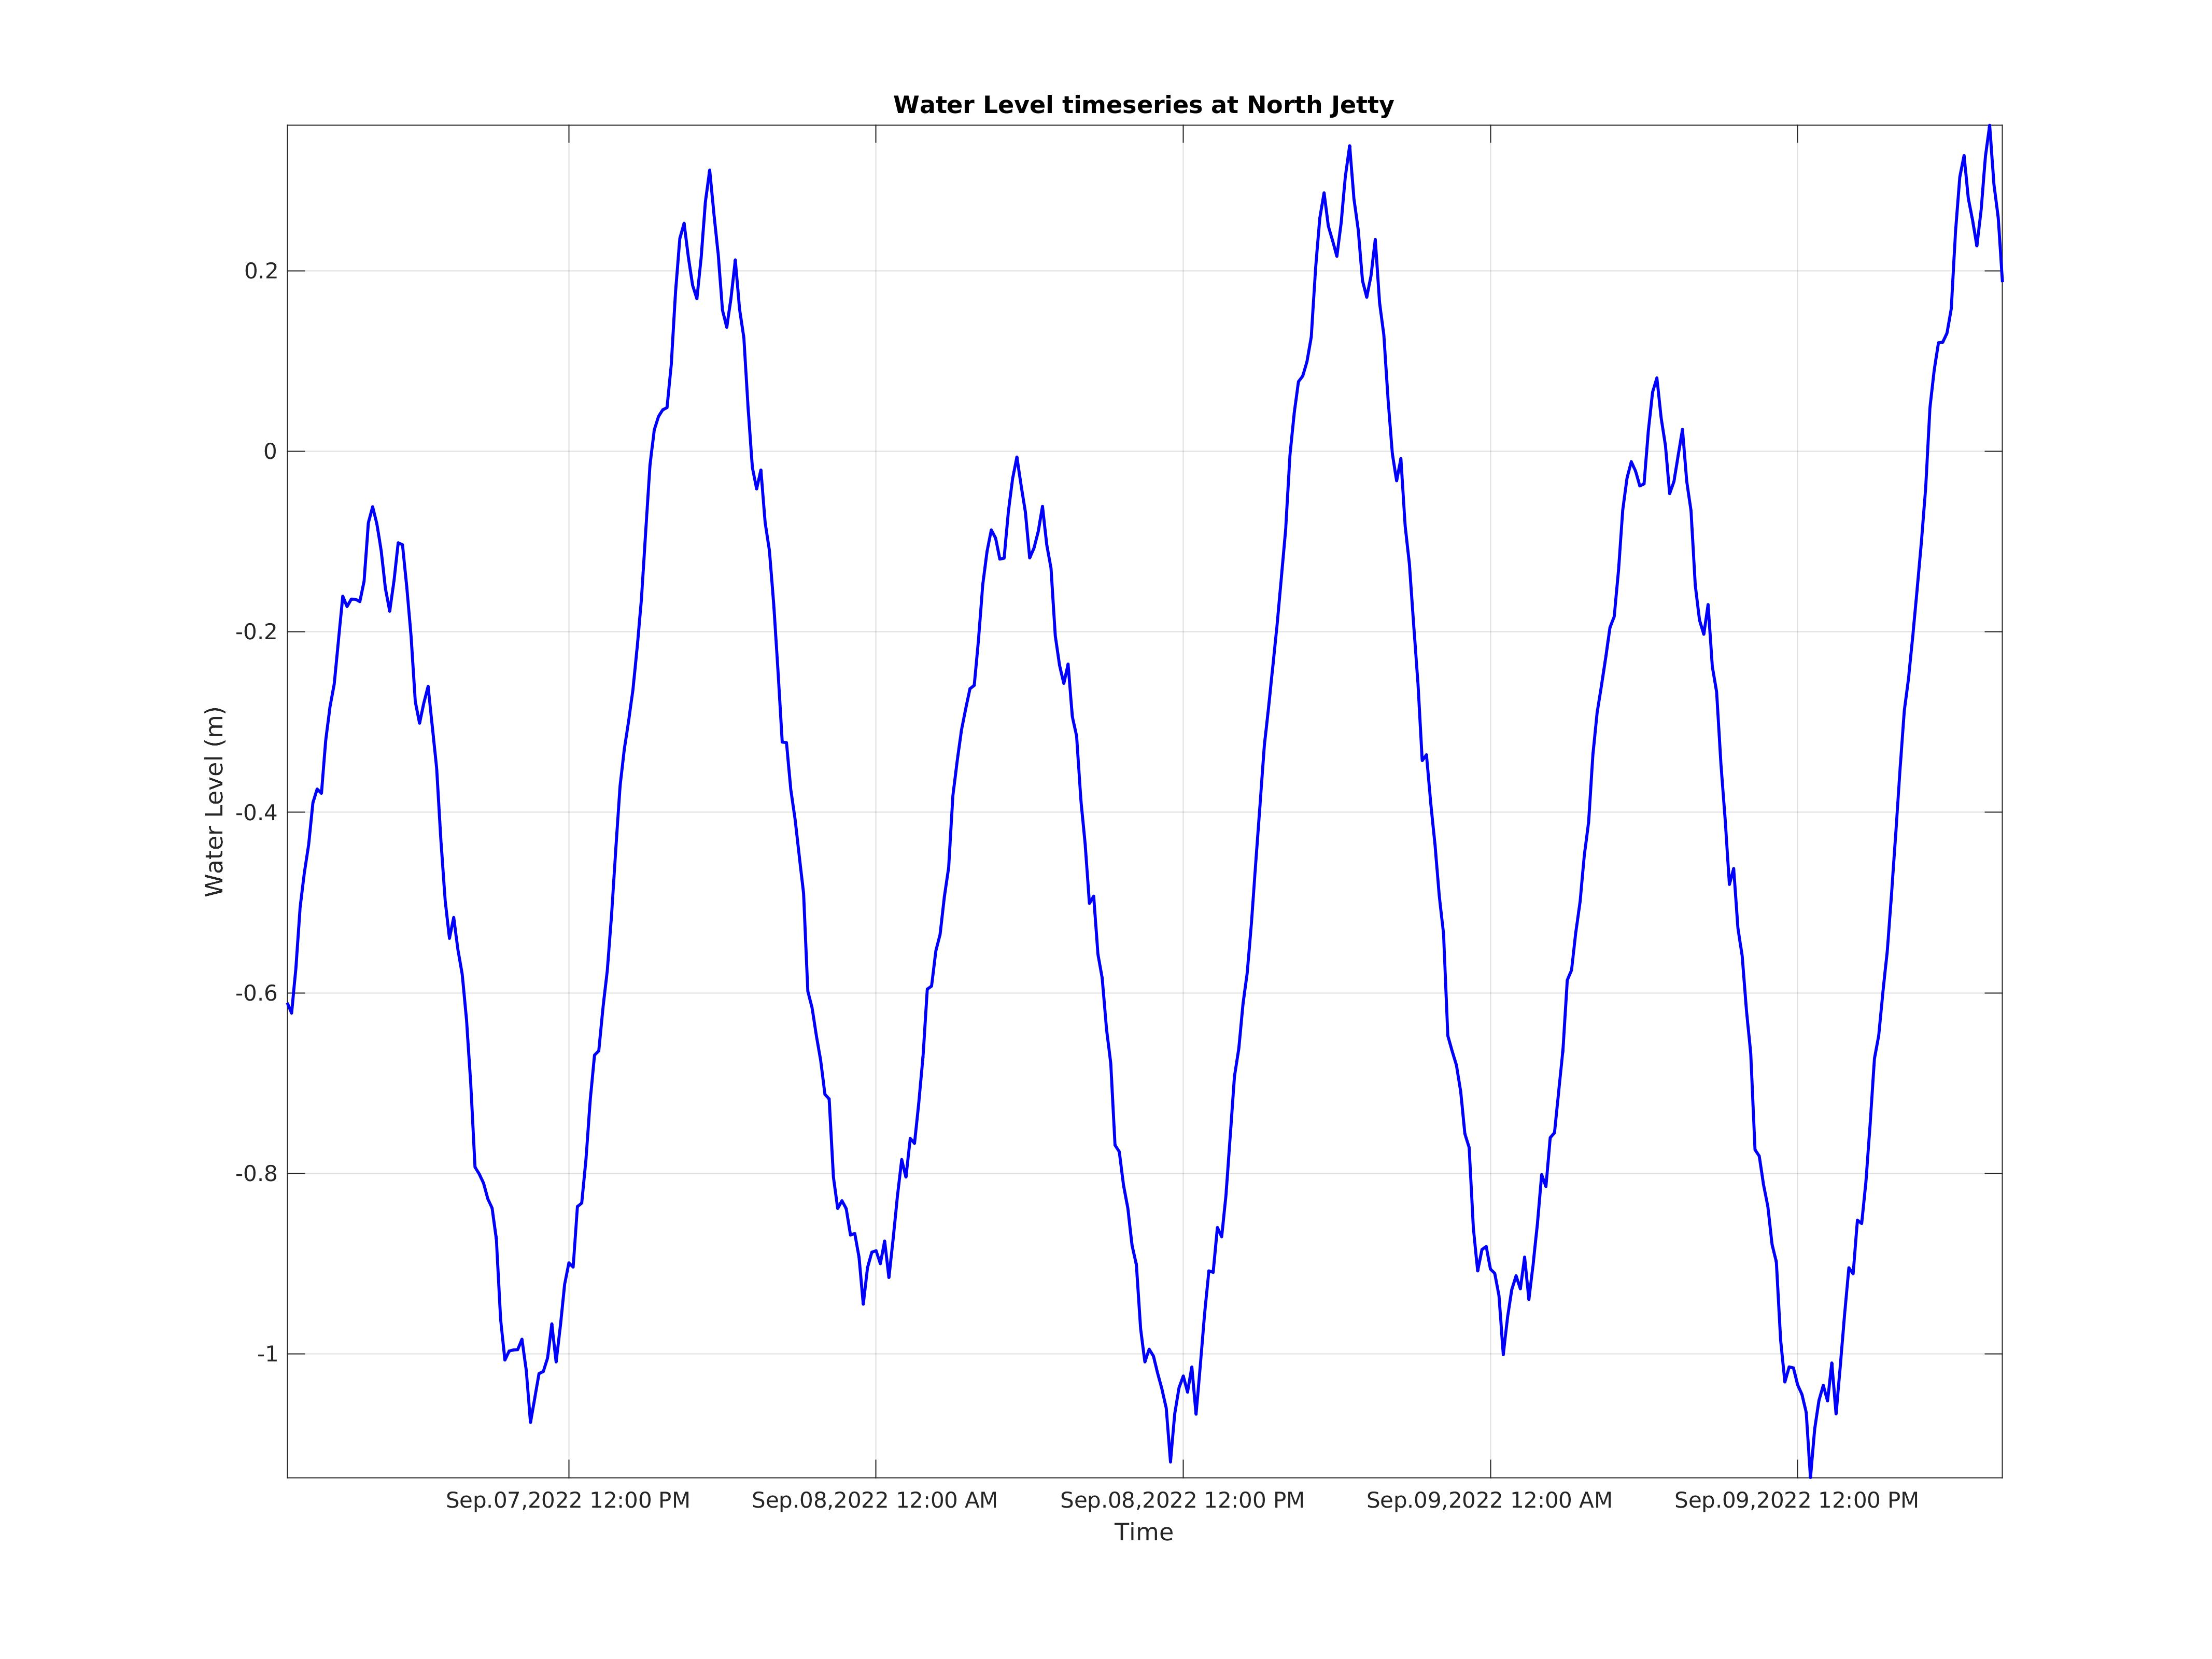 Water Level timeseries at North Jetty
0.2
0
-0.2
-0.4
-0.6
-0.8
-1
Water Level (m)
Sep.07,2022 12:00 PM
Sep.08,2022 12:00 AM
Sep.08,2022 12:00 PM
Sep.09,2022 12:00 AM
Sep.09,2022 12:00 PM
Time